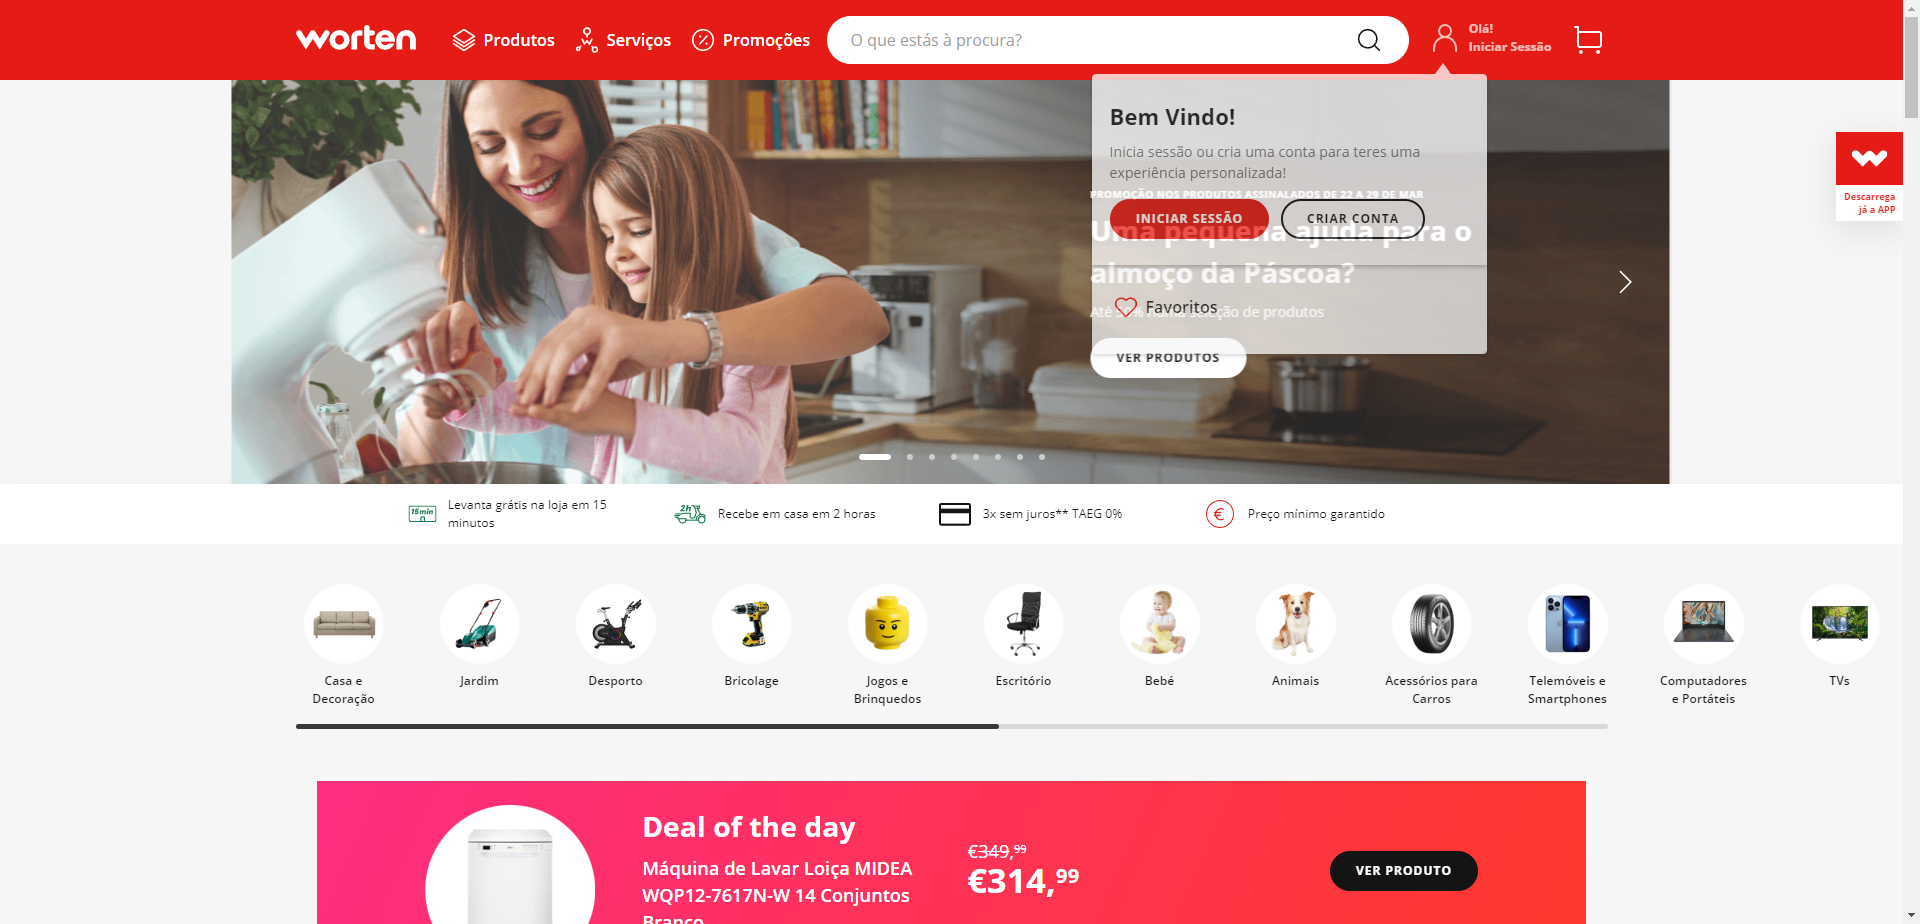 worten
Produtos
Serviços
Promoções
O que estás à procura?
Olá!
Iniciar Sessão
Bem Vindo!
Inicia sessão ou cria uma conta para teres uma
experiência personalizada!
PROMOÇÃO NOS PRODUTOS ASSINALADOS DE 22 A 29 DE MAR
INICIAR SESSÃO
CRIAR CONTA
Uma pequena ajuda para o
almoço da Páscoa?
Favoritos
Até numa seleção de produtos
VER PRODUTOS
Descarrega
já a APP
15min
Levanta grátis na loja em 15
minutos
2h
Recebe em casa em 2 horas
3x sem juros** TAEG 0%
€
Preço mínimo garantido
Casa e
Decoração
Jardim
Desporto
Bricolage
Jogos e
Brinquedos
Escritório
Bebé
Animais
Acessórios para
Carros
Telemóveis e
Smartphones
Computadores
e Portáteis
TVs
Deal of the day
Máquina de Lavar Loiça MIDEA
WQP12-7617N-W 14 Conjuntos
Branco
€349,99
€314,99
VER PRODUTO